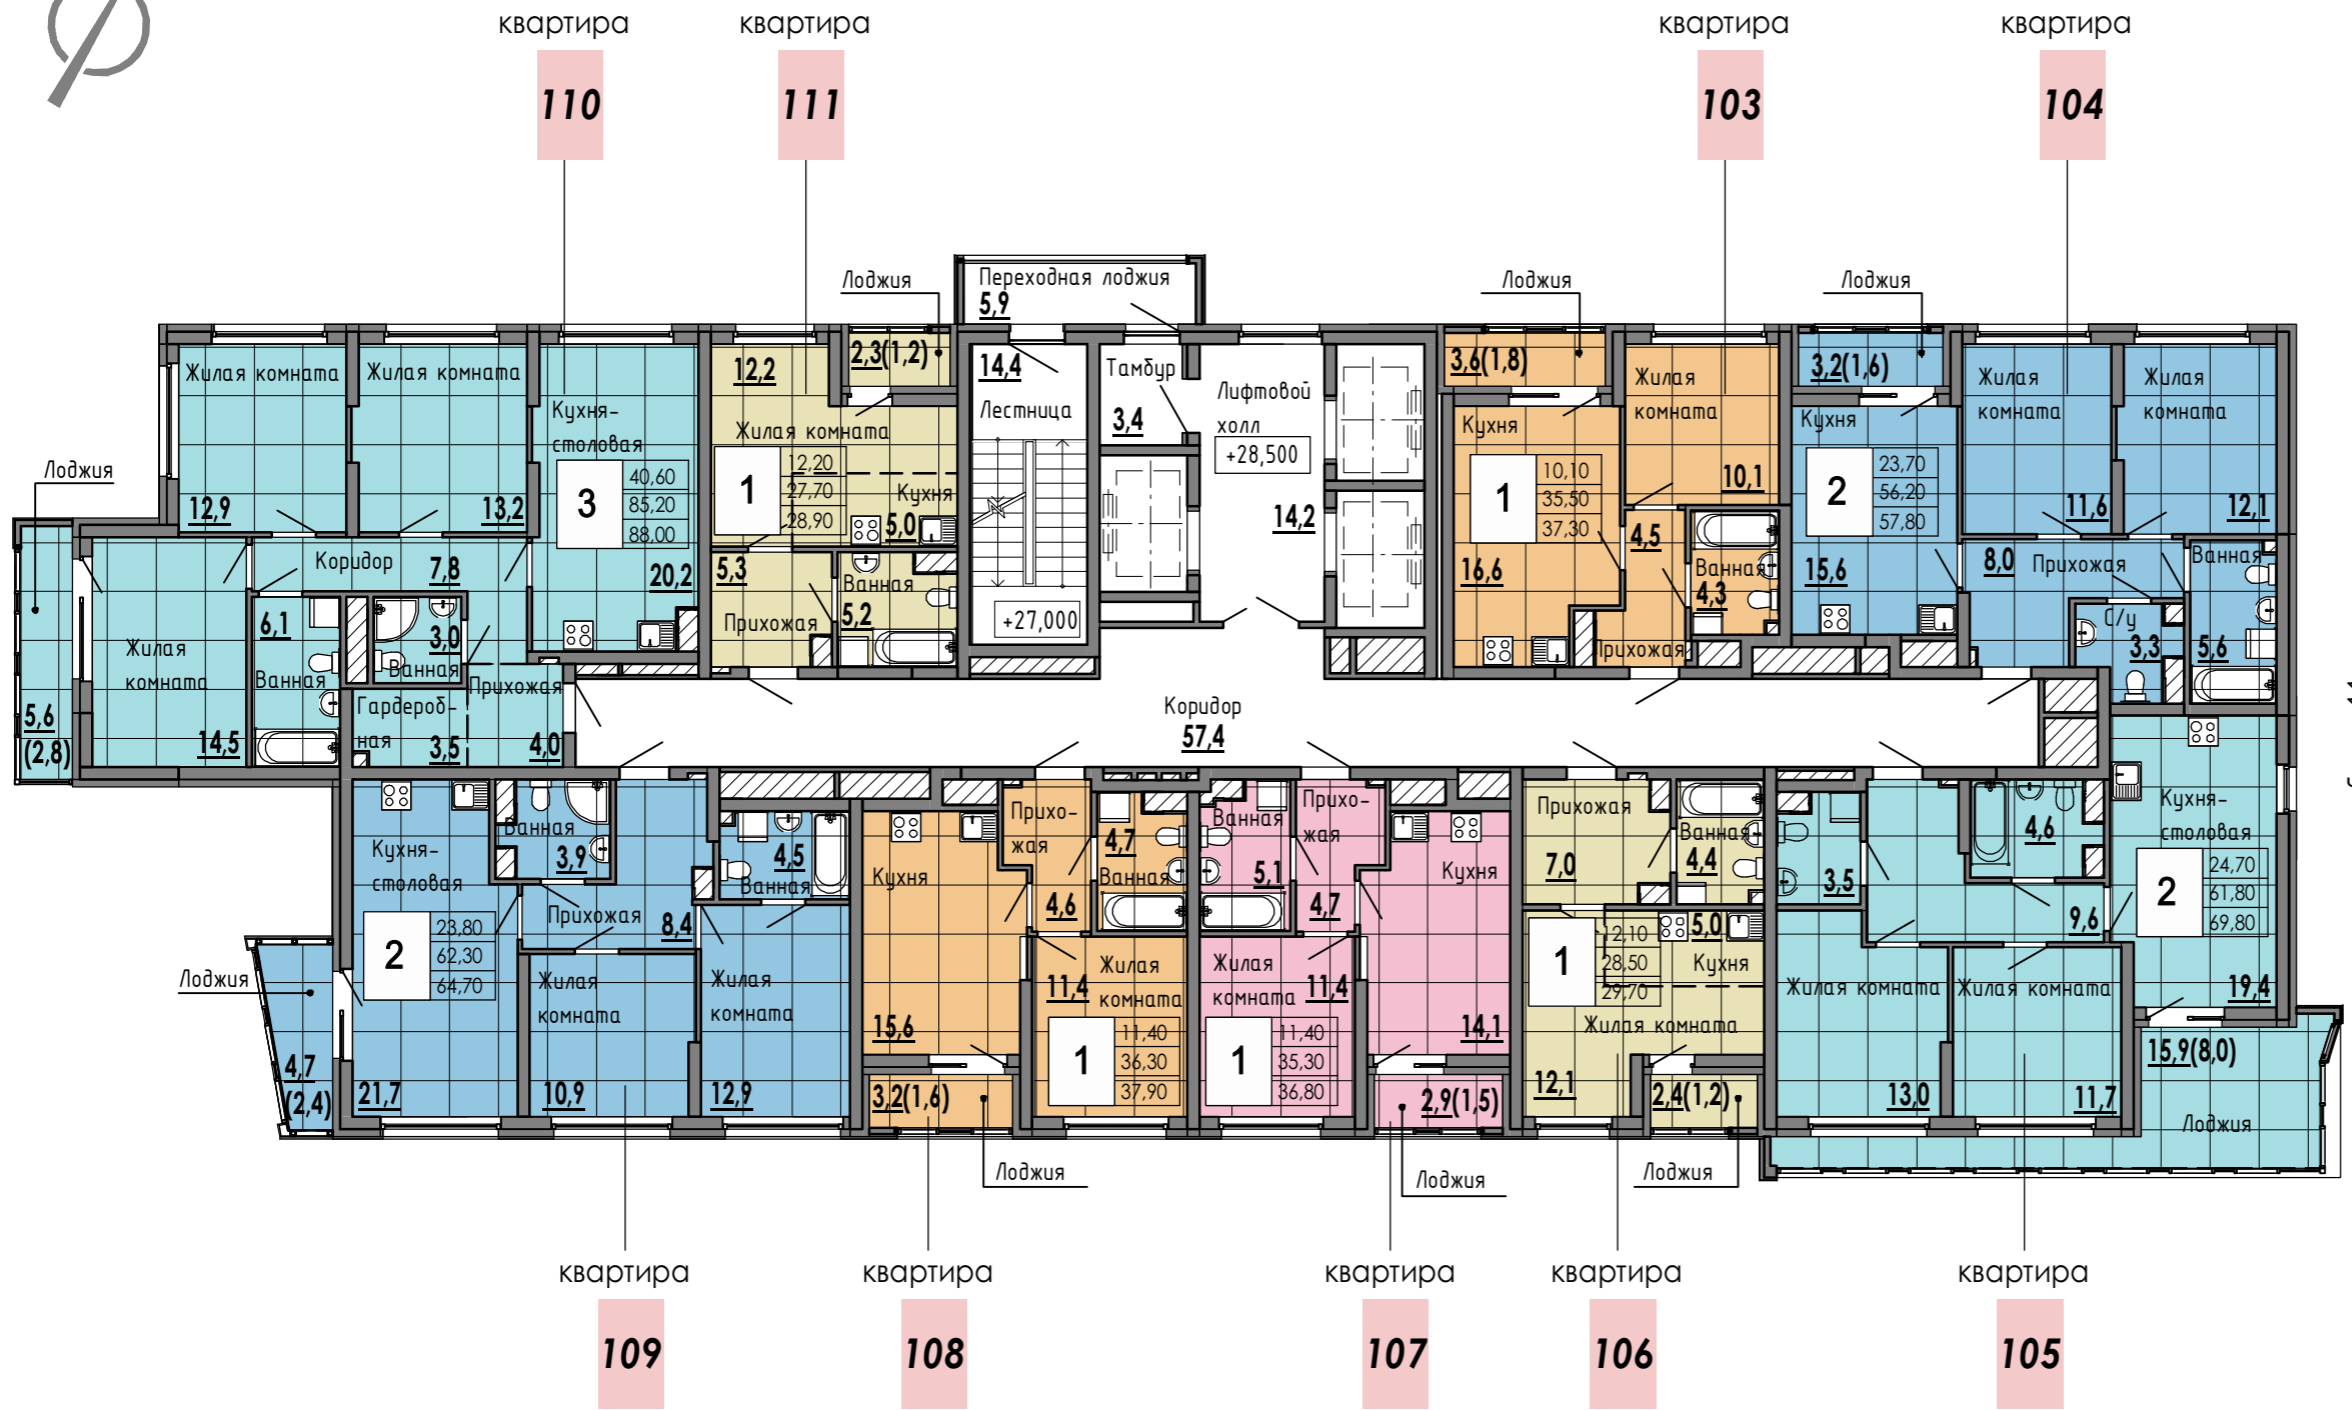 квартира
110
квартира
111
квартира
103
квартира
104
Лоджия
Переходная лоджия
5,9
Лоджия
Лоджия
Лоджия
5,6
(2,8)
Жилая комната
12,9
Жилая комната
13,2
Кухня-
столовая
3
40,60
85,20
88,00
20,2
Коридор
7,8
Жилая
комната
14,5
6,1
Ванная
3,0
Ванная
Гардероб-
ная
3,5
Прихожая
4,0
12,2
2,3(1,2)
Жилая комната
1
12,20
27,70
28,90
Кухня
5,0
5,3
Прихожая
Ванная
5,2
14,4
Лестница
+27,000
Тамбур
3,4
Лифтовой
холл
+28,500
14,2
Коридор
57,4
3,6(1,8)
Кухня
1
10,10
35,50
37,30
16,6
Жилая
комната
10,1
4,5
Прихожая
Ванная
4,3
3,2(1,6)
Кухня
2
23,70
56,20
57,80
15,6
Жилая
комната
11,6
Жилая
комната
12,1
8,0
Прихожая
С/у
3,3
Ванная
5,6
Лоджия
4,7
(2,4)
Кухня-
столовая
2
23,80
62,30
64,70
21,7
Ванная
3,9
Прихожая
8,4
4,5
Ванная
Жилая
комната
10,9
Жилая
комната
12,9
Кухня
15,6
3,2(1,6)
Лоджия
Прихо-
жая
4,6
4,7
Ванная
Жилая
комната
11,4
1
11,40
36,30
37,90
Ванная
5,1
Прихо-
жая
4,7
Жилая
комната
11,4
1
11,40
35,30
36,80
Кухня
14,1
2,9(1,5)
Лоджия
Прихожая
7,0
Ванная
4,4
1
12,10
28,50
29,70
5,0
Кухня
Жилая комната
12,1
2,4(1,2)
Лоджия
3,5
4,6
9,6
Жилая комната
13,0
Жилая комната
11,7
Кухня-
столовая
2
24,70
61,80
69,80
19,4
15,9(8,0)
Лоджия
квартира
109
квартира
108
квартира
107
квартира
106
квартира
105